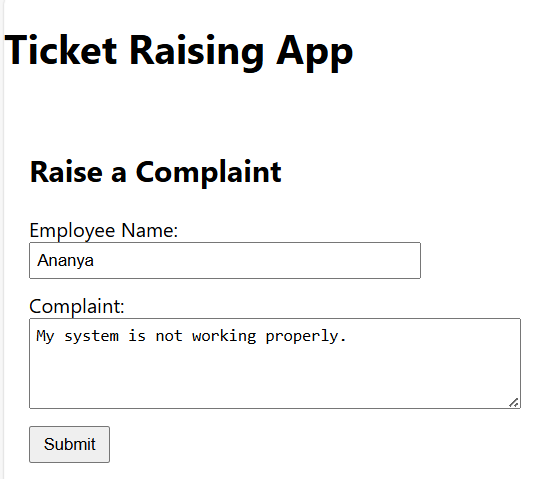 Ticket Raising App
Raise a Complaint
Employee Name:
Ananya
Complaint:
My system is not working properly.
Submit